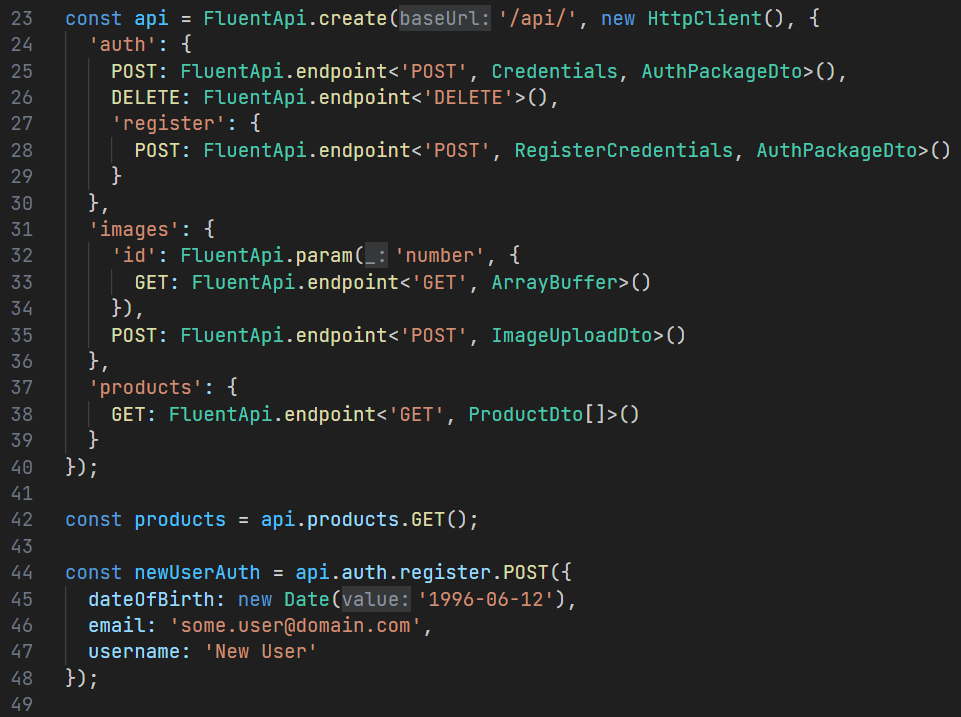 23 const api = FluentApi.create(baseUrl: '/api/', new HttpClient(), {
24   'auth': {
25     POST: FluentApi.endpoint<'POST', Credentials, AuthPackageDto>(),
26     DELETE: FluentApi.endpoint<'DELETE'>(),
27     'register': {
28       POST: FluentApi.endpoint<'POST', RegisterCredentials, AuthPackageDto>()
29     }
30   },
31   'images': {
32     'id': FluentApi.param(_: 'number', {
33       GET: FluentApi.endpoint<'GET', ArrayBuffer>()
34     }),
35     POST: FluentApi.endpoint<'POST', ImageUploadDto>()
36   },
37   'products': {
38     GET: FluentApi.endpoint<'GET', ProductDto[]>()
39   }
40 });
41
42 const products = api.products.GET();
43
44 const newUserAuth = api.auth.register.POST({
45   dateOfBirth: new Date(value: '1996-06-12'),
46   email: 'some.user@domain.com',
47   username: 'New User'
48 });
49